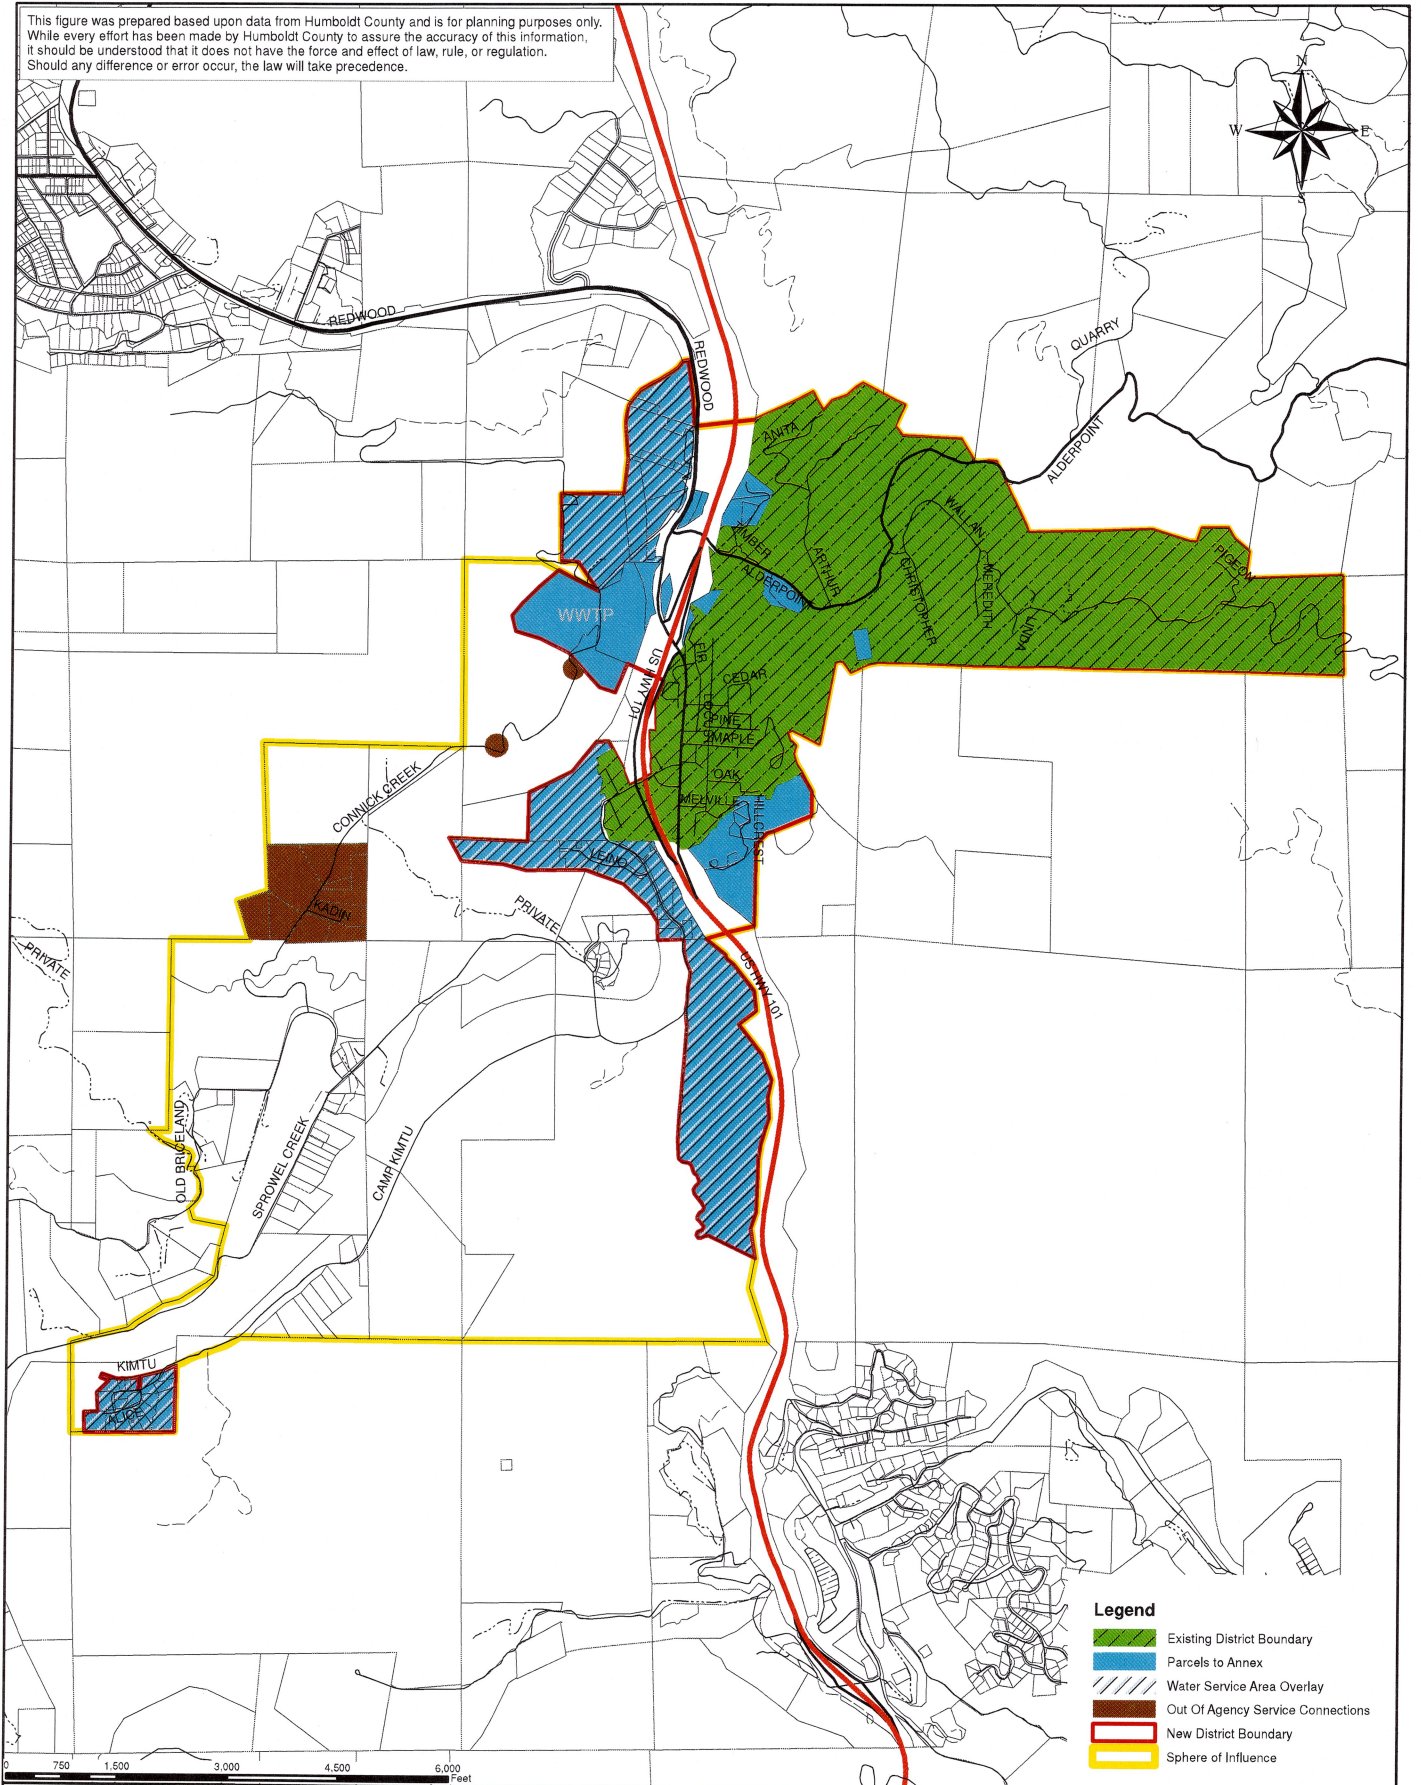 This figure was prepared based upon data from Humboldt County and is for planning purposes only.
While every effort has been made by Humboldt County to assure the accuracy of this information,
it should be understood that it does not have the force and effect of law, rule, or regulation.
Should any difference or error occur, the law will take precedence.
N
W E
S
REDWOOD
REDWOOD
QUARRY
ALDERPOINT
ANITA
WALLAN
TIMBER
ARTHUR
ALDERPOINT
CHRISTOPHER
MEREDITH
LINDA
PIGEON
WWTP
US HWY 101
FIR
CEDAR
LOCUST
PINE
MAPLE
OAK
MELVILLE
HILLCREST
CONNICK CREEK
LEINO
KADIN
PRIVATE
PRIVATE
US HWY 101
OLD BRICELAND
SPROWEL CREEK
CAMP KIMTU
KIMTU
ALICE
Legend
Existing District Boundary
Parcels to Annex
Water Service Area Overlay
Out Of Agency Service Connections
New District Boundary
Sphere of Influence
0 750 1,500 3,000 4,500 6,000
Feet